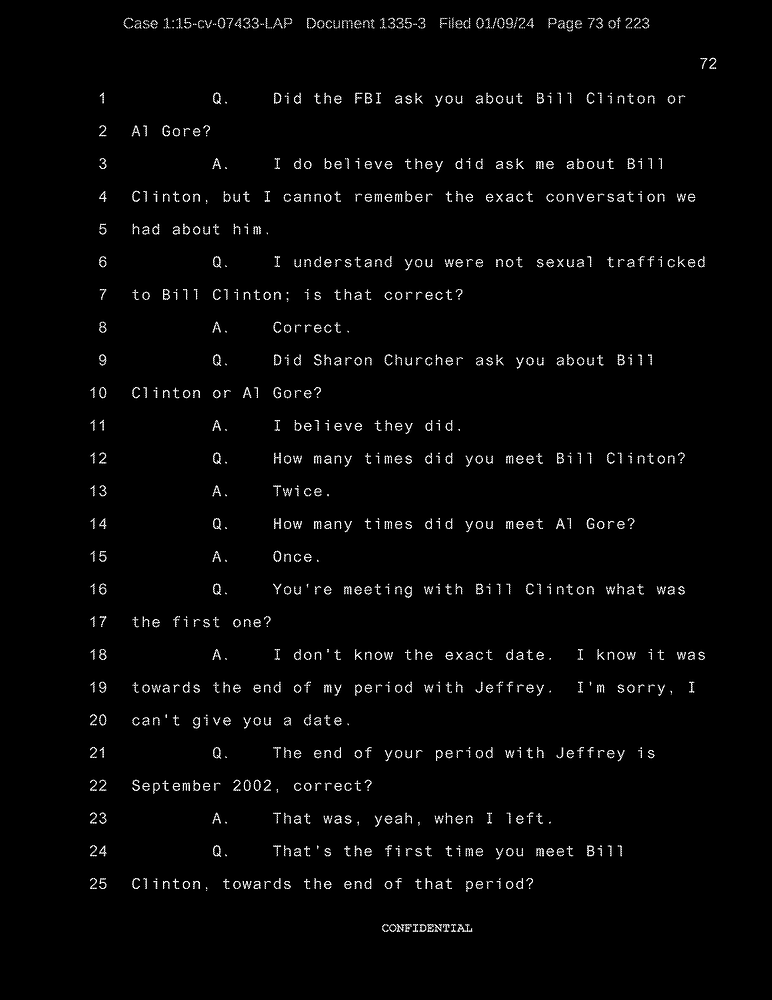 Case 1:15-cv-07433-LAP Document 1335-3 Filed 01/09/24 Page 73 of 223
72
1 Q. Did the FBI ask you about Bill Clinton or
2 Al Gore?
3 A. I do believe they did ask me about Bill
4 Clinton, but I cannot remember the exact conversation we
5 had about him.
6 Q. I understand you were not sexual trafficked
7 to Bill Clinton; is that correct?
8 A. Correct.
9 Q. Did Sharon Churcher ask you about Bill
10 Clinton or Al Gore?
11 A. I believe they did.
12 Q. How many times did you meet Bill Clinton?
13 A. Twice.
14 Q. How many times did you meet Al Gore?
15 A. Once.
16 Q. You're meeting with Bill Clinton what was
17 the first one?
18 A. I don't know the exact date. I know it was
19 towards the end of my period with Jeffrey. I'm sorry, I
20 can't give you a date.
21 Q. The end of your period with Jeffrey is
22 September 2002, correct?
23 A. That was, yeah, when I left.
24 Q. That's the first time you meet Bill
25 Clinton, towards the end of that period?
CONFIDENTIAL